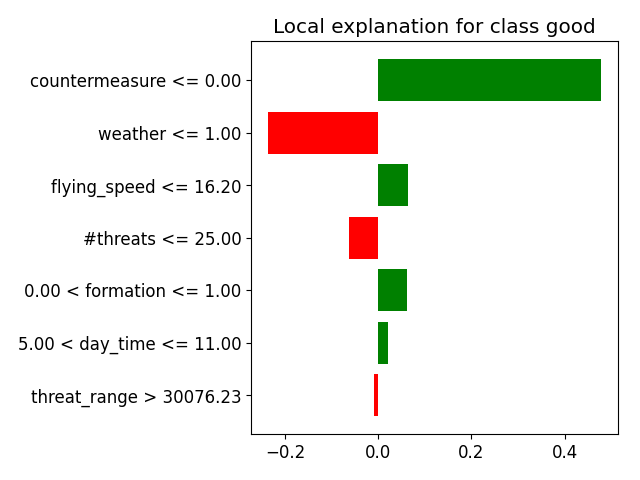 Local explanation for class good
countermeasure <= 0.00
weather <= 1.00
flying_speed <= 16.20
#threats <= 25.00
0.00 < formation <= 1.00
5.00 < day_time <= 11.00
threat_range > 30076.23
−0.2 0.0 0.2 0.4